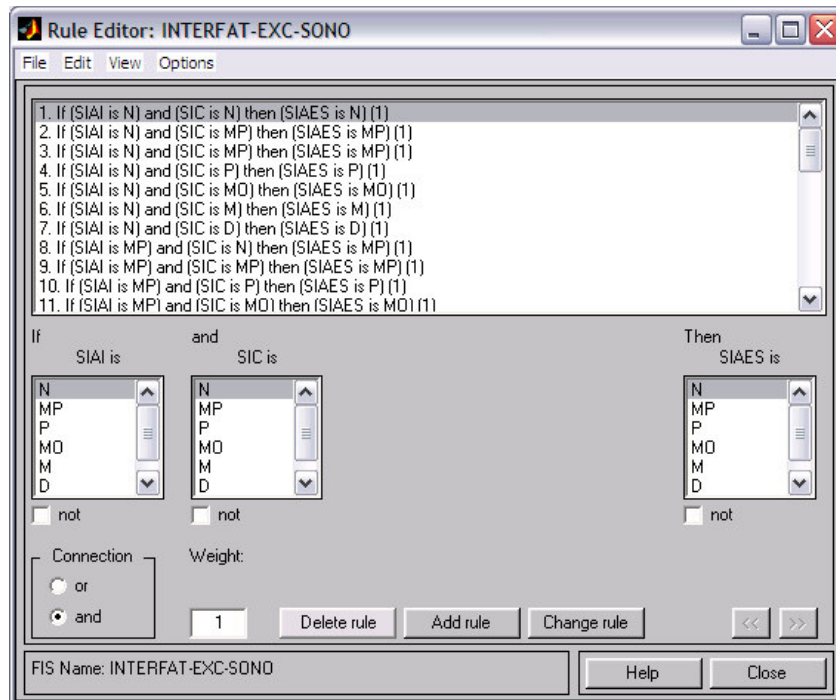 Rule Editor: INTERFAT-EXC-SONO
File Edit View Options
1. If (SIAI is N) and (SIC is N) then (SIAES is N) (1)
2. If (SIAI is N) and (SIC is MP) then (SIAES is MP) (1)
3. If (SIAI is N) and (SIC is MP) then (SIAES is MP) (1)
4. If (SIAI is N) and (SIC is P) then (SIAES is P) (1)
5. If (SIAI is N) and (SIC is MO) then (SIAES is MO) (1)
6. If (SIAI is N) and (SIC is M) then (SIAES is M) (1)
7. If (SIAI is N) and (SIC is D) then (SIAES is D) (1)
8. If (SIAI is MP) and (SIC is N) then (SIAES is MP) (1)
9. If (SIAI is MP) and (SIC is MP) then (SIAES is MP) (1)
10. If (SIAI is MP) and (SIC is P) then (SIAES is P) (1)
11. If (SIAI is MP) and (SIC is MO) then (SIAES is MO) (1)
If and Then
SIAI is SIC is SIAES is
N N N
MP MP MP
P P P
MO MO MO
M M M
D D D
not not not
Connection Weight:
or
and 1 Delete rule Add rule Change rule << >>
FIS Name: INTERFAT-EXC-SONO Help Close